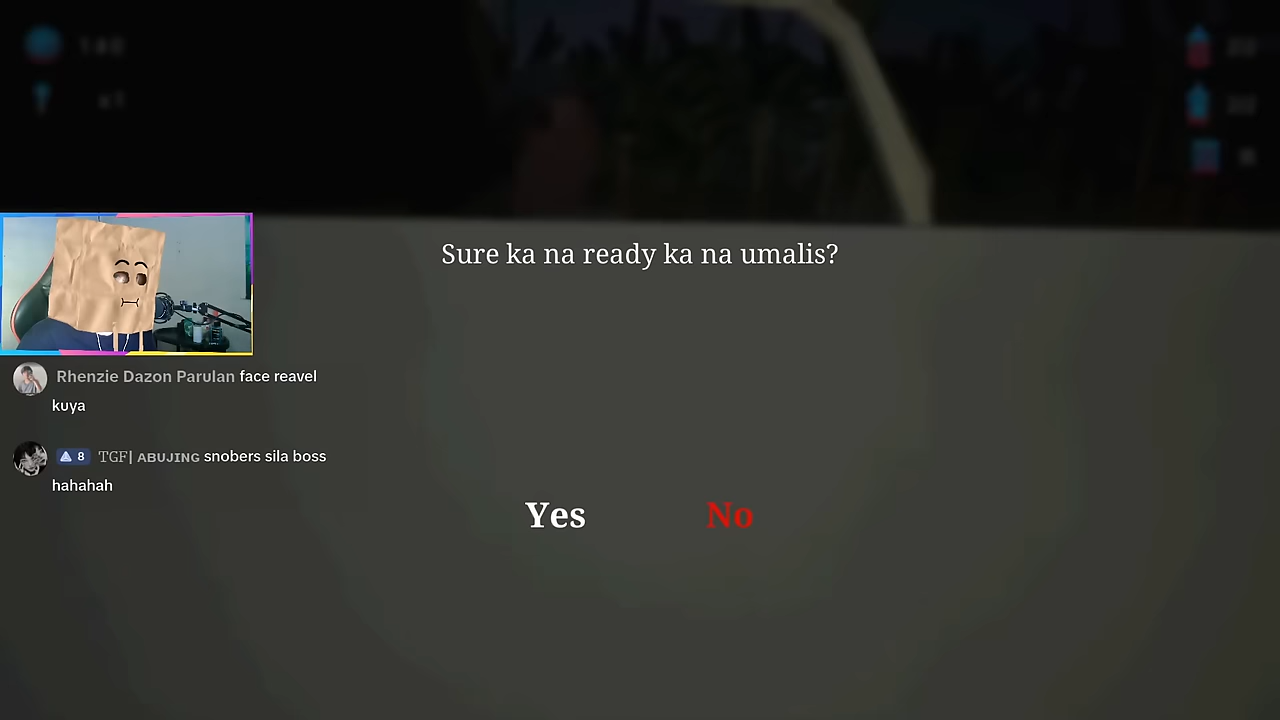 Sure ka na ready ka na umalis?
Rhenzie Dazon Parulan face reavel
kuya
8 TGF| ABUJING snobers sila boss
hahahah
Yes No